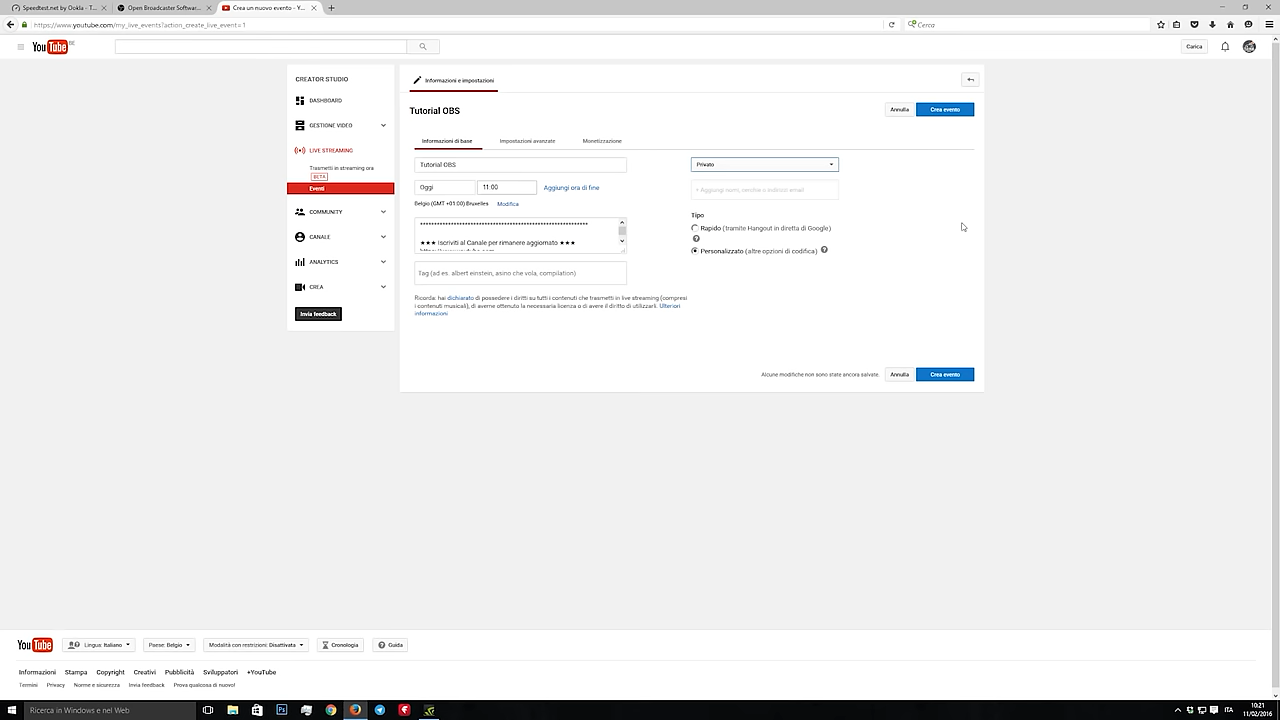 Speedtest.net by Ookla - T...
Open Broadcaster Softwar...
Crea un nuovo evento - Y...
https://www.youtube.com/my_live_events?action_create_live_event=1
Cerca
YouTube BE
Carica
CREATOR STUDIO
DASHBOARD
GESTIONE VIDEO
LIVE STREAMING
Trasmetti in streaming ora
BETA
Eventi
COMMUNITY
CANALE
ANALYTICS
CREA
Invia feedback
Informazioni e impostazioni
Tutorial OBS
Annulla
Crea evento
Informazioni di base
Impostazioni avanzate
Monetizzazione
Tutorial OBS
Oggi
11:00
Aggiungi ora di fine
Belgio (GMT +01:00) Bruxelles
Modifica
★★★ Iscriviti al Canale per rimanere aggiornato ★★★
Tag (ad es. albert einstein, asino che vola, compilation)
Ricorda: hai dichiarato di possedere i diritti su tutti i contenuti che trasmetti in live streaming (compresi
i contenuti musicali), di averne ottenuto la necessaria licenza o di avere il diritto di utilizzarli. Ulteriori
informazioni
Privato
+ Aggiungi nomi, cerchie o indirizzi email
Tipo
Rapido (tramite Hangout in diretta di Google)
Personalizzato (altre opzioni di codifica)
Alcune modifiche non sono state ancora salvate.
Annulla
Crea evento
YouTube
Lingua: Italiano
Paese: Belgio
Modalità con restrizioni: Disattivata
Cronologia
Guida
Informazioni
Stampa
Copyright
Creativi
Pubblicità
Sviluppatori
+YouTube
Termini
Privacy
Norme e sicurezza
Invia feedback
Prova qualcosa di nuovo!
Ricerca in Windows e nel Web
ITA
10:21
11/02/2016